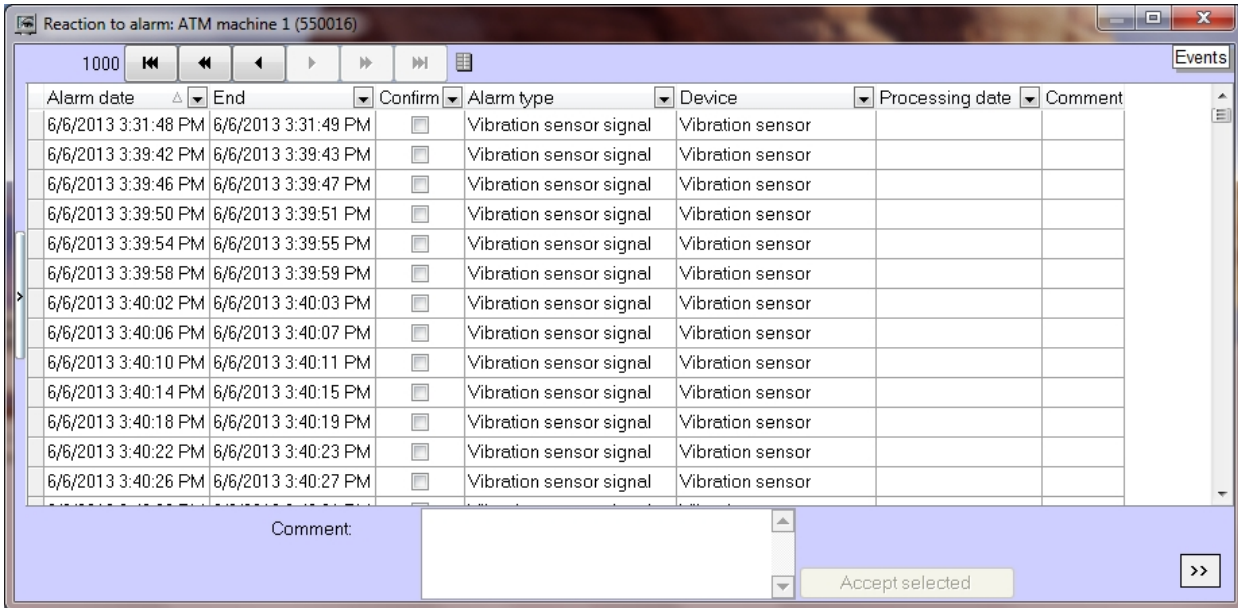 Reaction to alarm: ATM machine 1 (550016)
1000
Events
Alarm date End Confirm Alarm type Device Processing date Comment
6/6/2013 3:31:48 PM 6/6/2013 3:31:49 PM Vibration sensor signal Vibration sensor
6/6/2013 3:39:42 PM 6/6/2013 3:39:43 PM Vibration sensor signal Vibration sensor
6/6/2013 3:39:46 PM 6/6/2013 3:39:47 PM Vibration sensor signal Vibration sensor
6/6/2013 3:39:50 PM 6/6/2013 3:39:51 PM Vibration sensor signal Vibration sensor
6/6/2013 3:39:54 PM 6/6/2013 3:39:55 PM Vibration sensor signal Vibration sensor
6/6/2013 3:39:58 PM 6/6/2013 3:39:59 PM Vibration sensor signal Vibration sensor
6/6/2013 3:40:02 PM 6/6/2013 3:40:03 PM Vibration sensor signal Vibration sensor
6/6/2013 3:40:06 PM 6/6/2013 3:40:07 PM Vibration sensor signal Vibration sensor
6/6/2013 3:40:10 PM 6/6/2013 3:40:11 PM Vibration sensor signal Vibration sensor
6/6/2013 3:40:14 PM 6/6/2013 3:40:15 PM Vibration sensor signal Vibration sensor
6/6/2013 3:40:18 PM 6/6/2013 3:40:19 PM Vibration sensor signal Vibration sensor
6/6/2013 3:40:22 PM 6/6/2013 3:40:23 PM Vibration sensor signal Vibration sensor
6/6/2013 3:40:26 PM 6/6/2013 3:40:27 PM Vibration sensor signal Vibration sensor
Comment:
Accept selected
>>